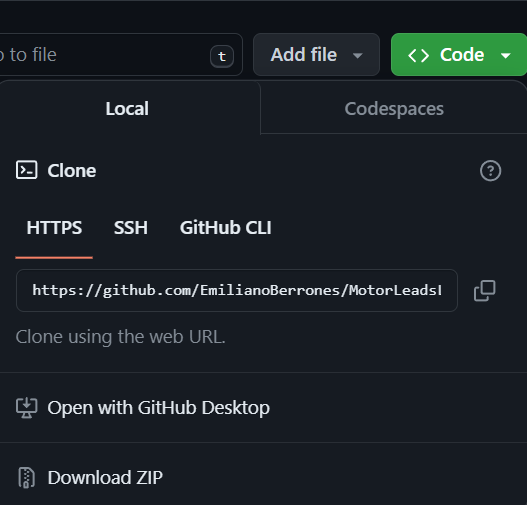 to file t Add file Code
Local Codespaces
Clone
HTTPS SSH GitHub CLI
https://github.com/EmilianoBerrones/MotorLeads
Clone using the web URL.
Open with GitHub Desktop
Download ZIP